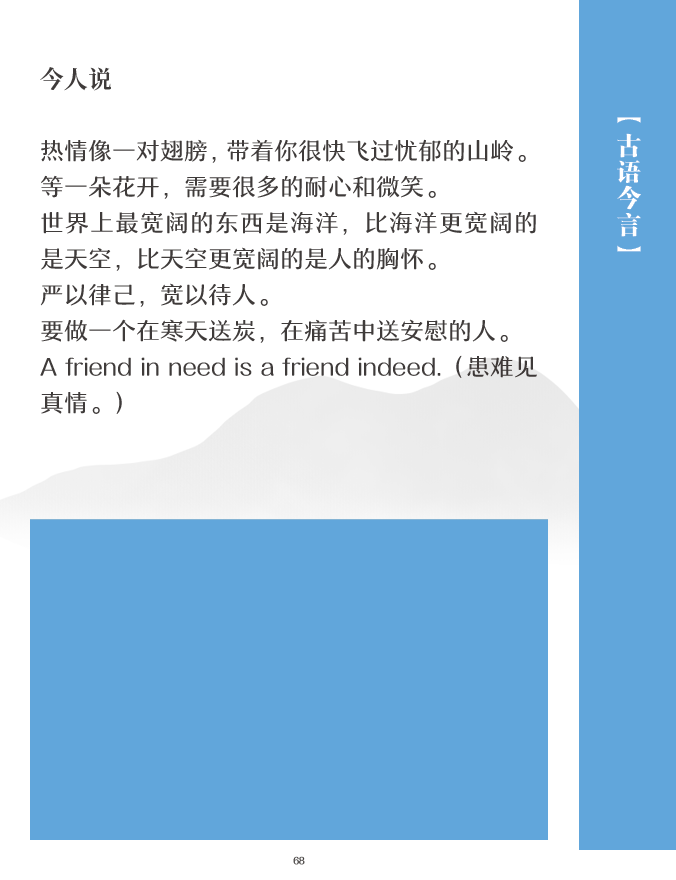 今人说
热情像一对翅膀，带着你很快飞过忧郁的山岭。
等一朵花开，需要很多的耐心和微笑。
世界上最宽阔的东西是海洋，比海洋更宽阔的
是天空，比天空更宽阔的是人的胸怀。
严以律己，宽以待人。
要做一个在寒天送炭，在痛苦中送安慰的人。
A friend in need is a friend indeed.（患难见
真情。）
【古语今言】
68